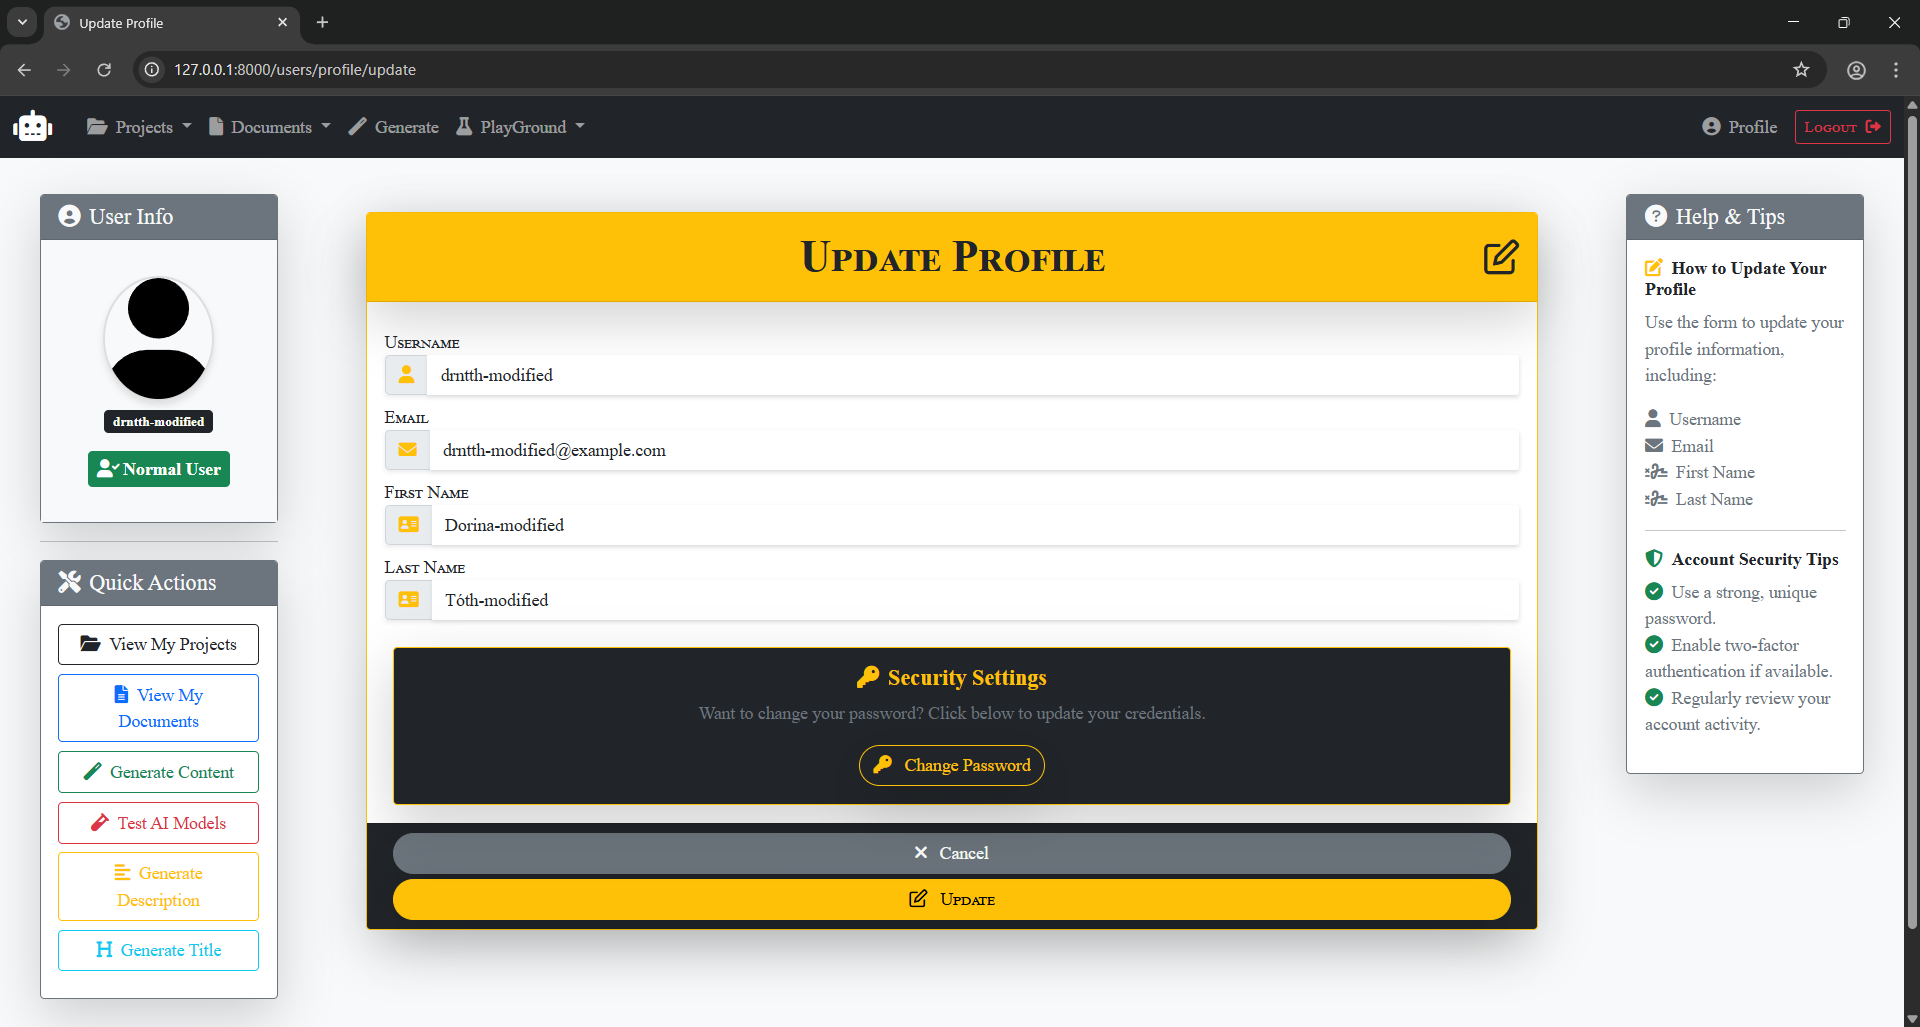 Update Profile
127.0.0.1:8000/users/profile/update
Projects
Documents
Generate
PlayGround
Profile
Logout
User Info
drntth-modified
Normal User
Quick Actions
View My Projects
View My
Documents
Generate Content
Test AI Models
Generate
Description
Generate Title
Update Profile
Username
drntth-modified
Email
drntth-modified@example.com
First Name
Dorina-modified
Last Name
Tóth-modified
Security Settings
Want to change your password? Click below to update your credentials.
Change Password
Cancel
Update
Help & Tips
How to Update Your
Profile
Use the form to update your
profile information,
including:
Username
Email
First Name
Last Name
Account Security Tips
Use a strong, unique
password.
Enable two-factor
authentication if available.
Regularly review your
account activity.